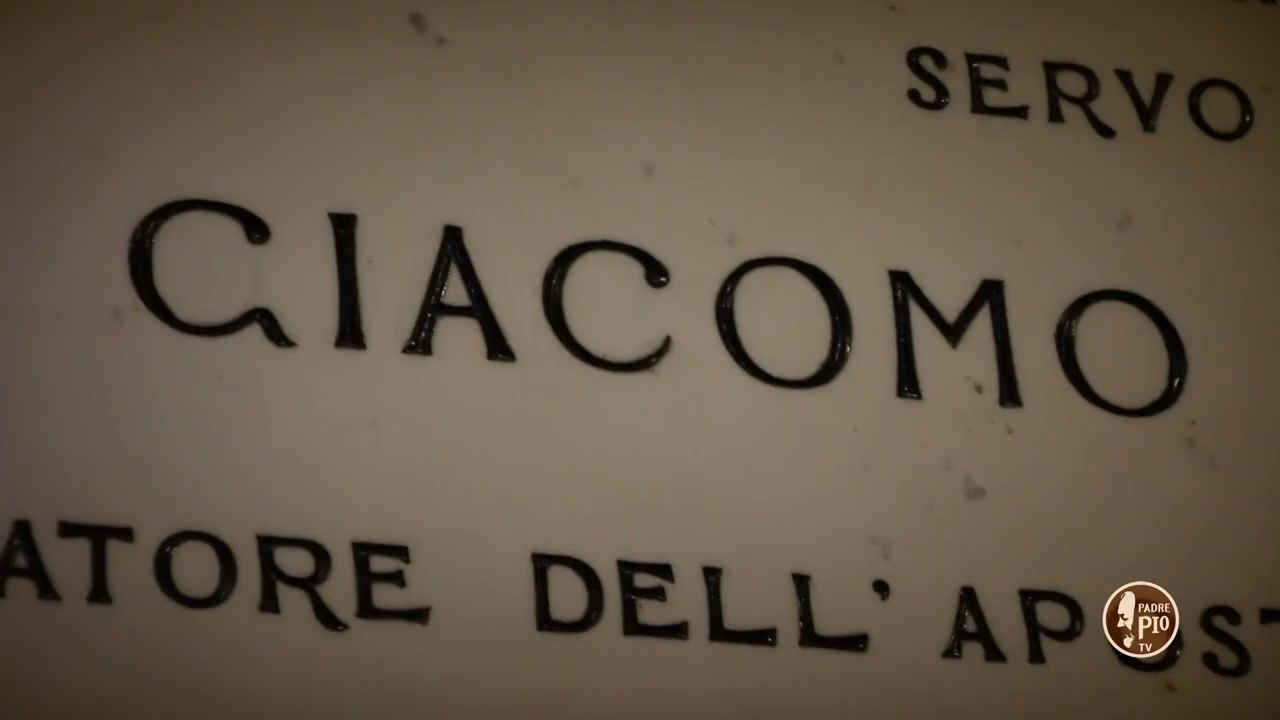 SERVO
GIACOMO
ATORE DELL'APOST
PADRE
PIO
TV